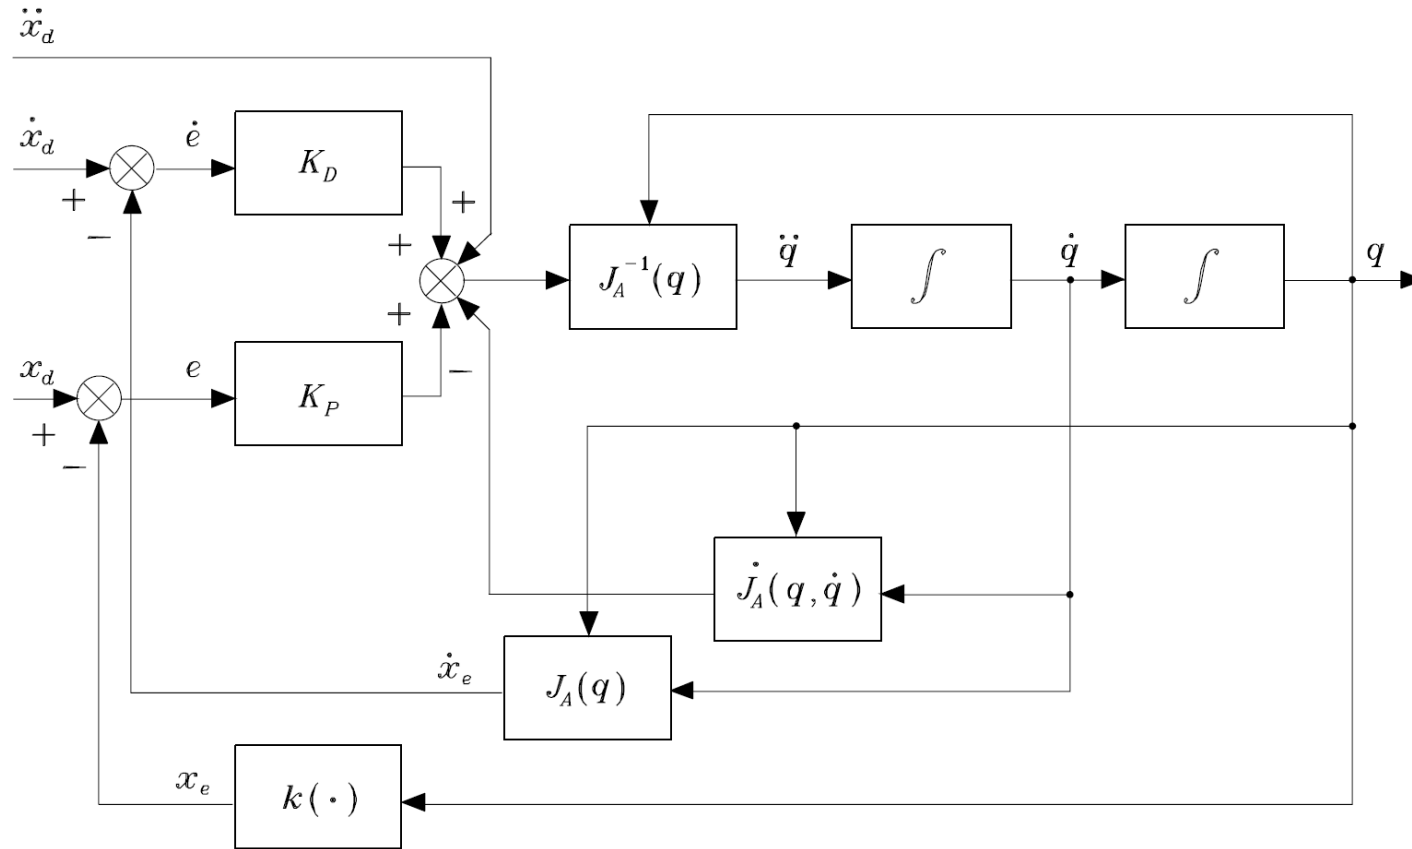 ẍ_d
ẋ_d
ė
K_D
+
−
+
+
J_A^{-1}(q)
q̈
∫
q̇
∫
q
+
−
x_d
e
K_P
+
−
J̇_A(q, q̇)
ẋ_e
J_A(q)
x_e
k(·)